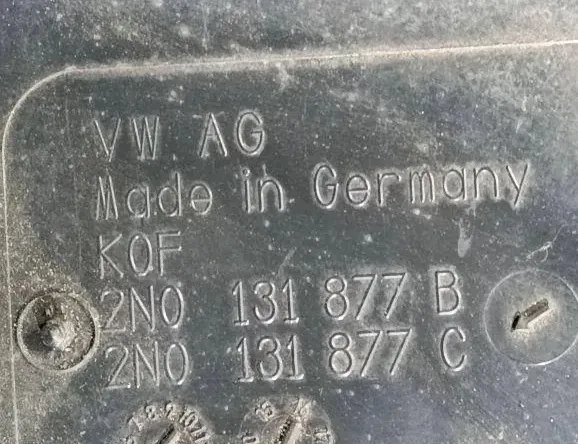 VW AG
Made in Germany
KOF
2N0 131 877 B
2N0 131 877 C